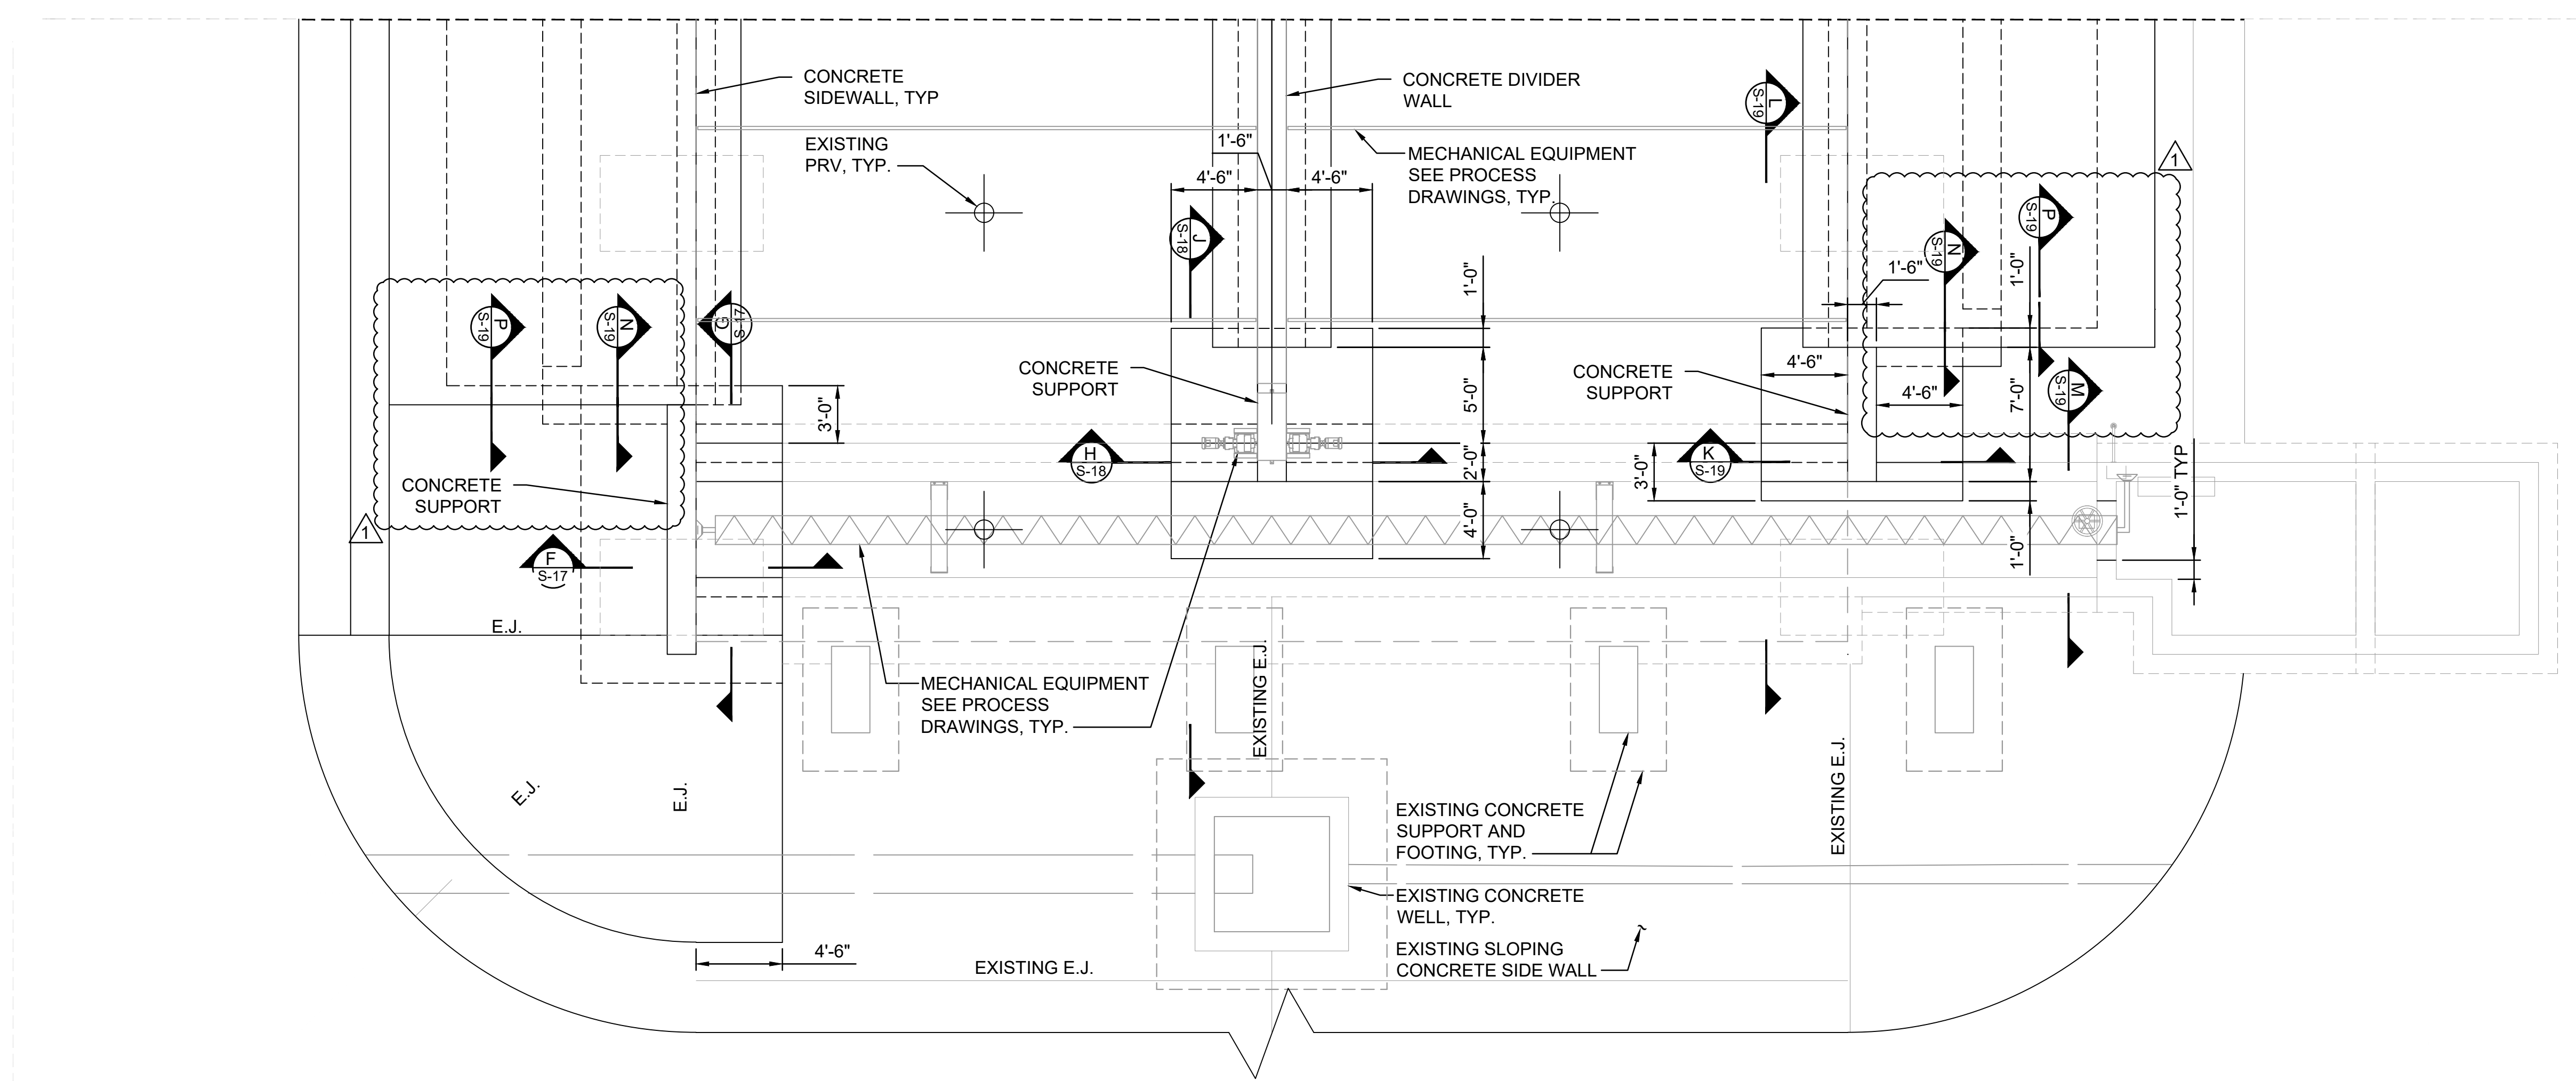 CONCRETE
SIDEWALL, TYP
EXISTING
PRV, TYP.
CONCRETE DIVIDER
WALL
1'-6"
4'-6"
4'-6"
MECHANICAL EQUIPMENT
SEE PROCESS
DRAWINGS, TYP.
L
S-19
J
S-18
1
P
S-19
N
S-19
1'-6"
1'-0"
P
S-19
N
S-19
G
S-17
1'-0"
CONCRETE
SUPPORT
CONCRETE
SUPPORT
4'-6"
4'-6"
7'-0"
M
S-19
3'-0"
5'-0"
H
S-18
K
S-19
2'-0"
3'-0"
1'-0" TYP
CONCRETE
SUPPORT
1
4'-0"
1'-0"
F
S-17
E.J.
MECHANICAL EQUIPMENT
SEE PROCESS
DRAWINGS, TYP.
EXISTING E.J.
E.J.
E.J.
EXISTING E.J.
EXISTING CONCRETE
SUPPORT AND
FOOTING, TYP.
EXISTING CONCRETE
WELL, TYP.
EXISTING SLOPING
CONCRETE SIDE WALL
4'-6"
EXISTING E.J.